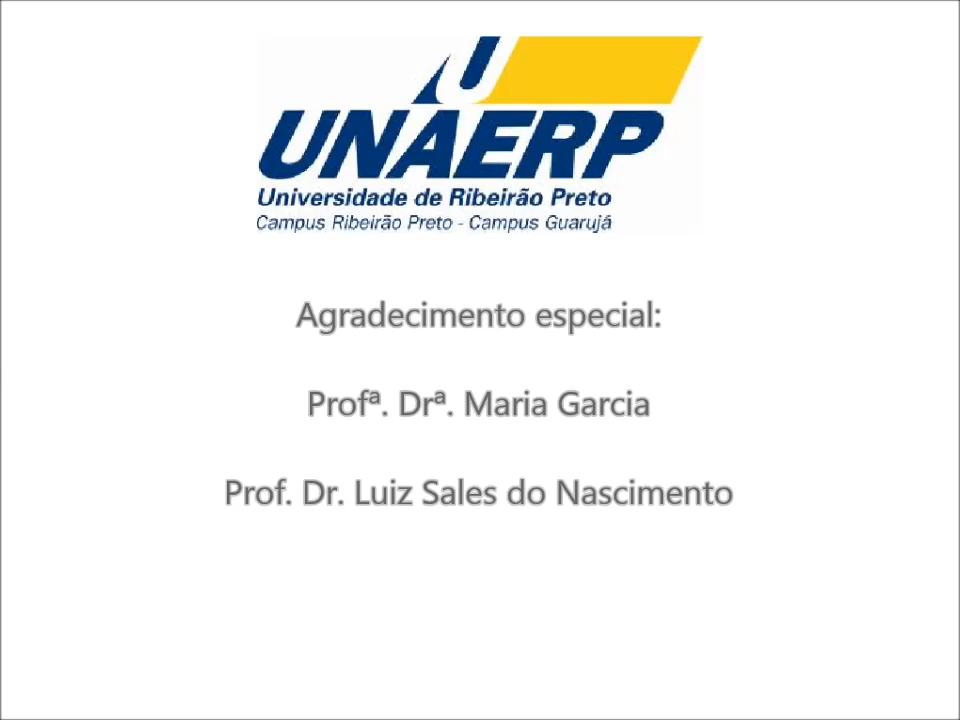 U
UNAERP
Universidade de Ribeirão Preto
Campus Ribeirão Preto - Campus Guarujá
Agradecimento especial:
Profª. Drª. Maria Garcia
Prof. Dr. Luiz Sales do Nascimento